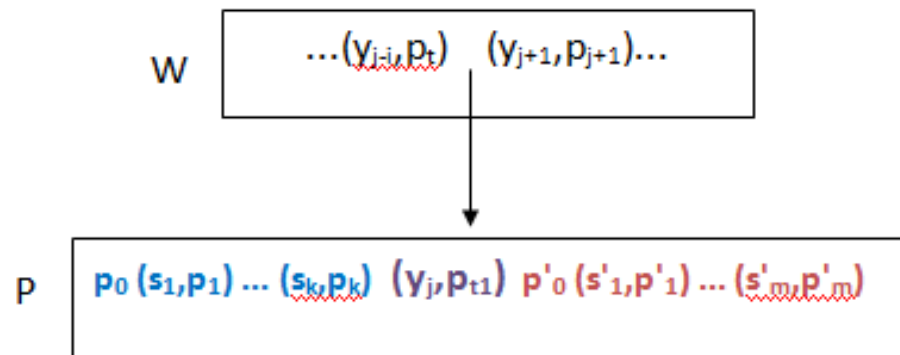 W ...(yⱼ₋ᵢ,pₜ) (yⱼ₊₁,pⱼ₊₁)...
P p₀ (s₁,p₁) ... (sₖ,pₖ) (yⱼ,pₜ₁) p'₀ (s'₁,p'₁) ... (s'ₘ,p'ₘ)